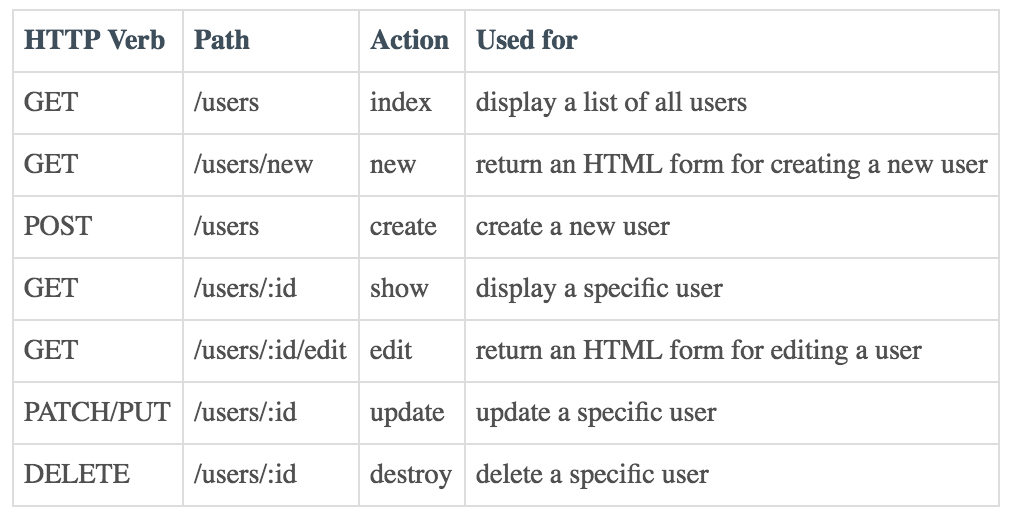 HTTP Verb Path Action Used for
GET /users index display a list of all users
GET /users/new new return an HTML form for creating a new user
POST /users create create a new user
GET /users/:id show display a specific user
GET /users/:id/edit edit return an HTML form for editing a user
PATCH/PUT /users/:id update update a specific user
DELETE /users/:id destroy delete a specific user